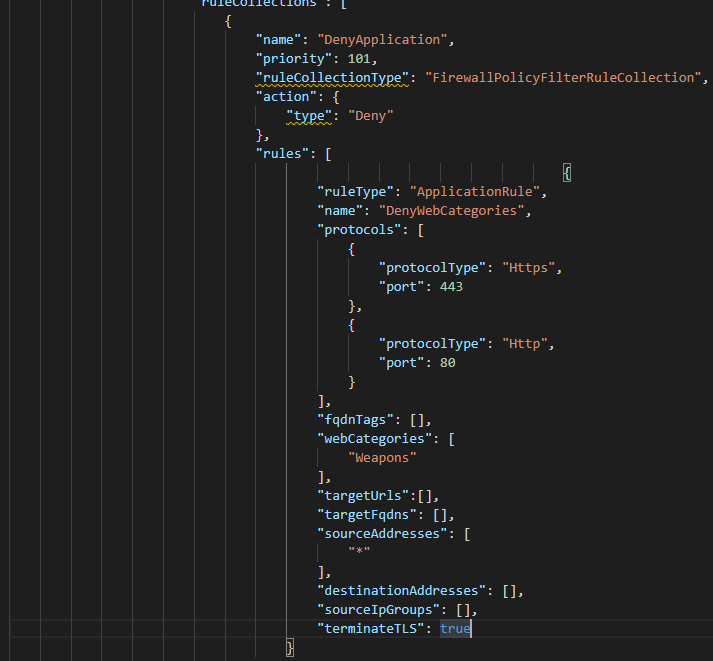 "ruleCollections": [
{
"name": "DenyApplication",
"priority": 101,
"ruleCollectionType": "FirewallPolicyFilterRuleCollection",
"action": {
"type": "Deny"
},
"rules": [
{
"ruleType": "ApplicationRule",
"name": "DenyWebCategories",
"protocols": [
{
"protocolType": "Https",
"port": 443
},
{
"protocolType": "Http",
"port": 80
}
],
"fqdnTags": [],
"webCategories": [
"Weapons"
],
"targetUrls":[],
"targetFqdns": [],
"sourceAddresses": [
"*"
],
"destinationAddresses": [],
"sourceIpGroups": [],
"terminateTLS": true
}